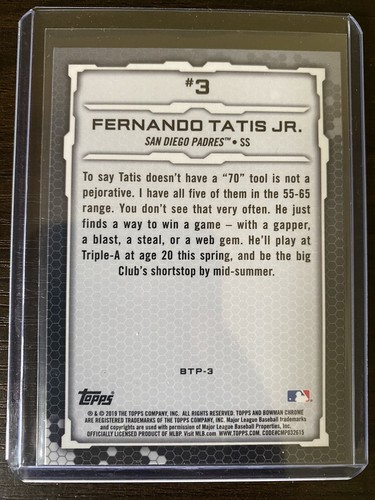 #3
FERNANDO TATIS JR.
SAN DIEGO PADRES™ • SS
To say Tatis doesn't have a "70" tool is not a
pejorative. I have all five of them in the 55-65
range. You don't see that very often. He just
finds a way to win a game – with a gapper,
a blast, a steal, or a web gem. He'll play at
Triple-A at age 20 this spring, and be the big
Club's shortstop by mid-summer.
BTP-3
Topps
® & © 2019 THE TOPPS COMPANY, INC. ALL RIGHTS RESERVED. TOPPS AND BOWMAN CHROME
ARE REGISTERED TRADEMARKS OF THE TOPPS COMPANY, INC. Major League Baseball trademarks
and copyrights are used with permission of Major League Baseball Properties, Inc.
OFFICIALLY LICENSED PRODUCT OF MLBP. Visit MLB.com WWW.TOPPS.COM. CODE#CMP032615